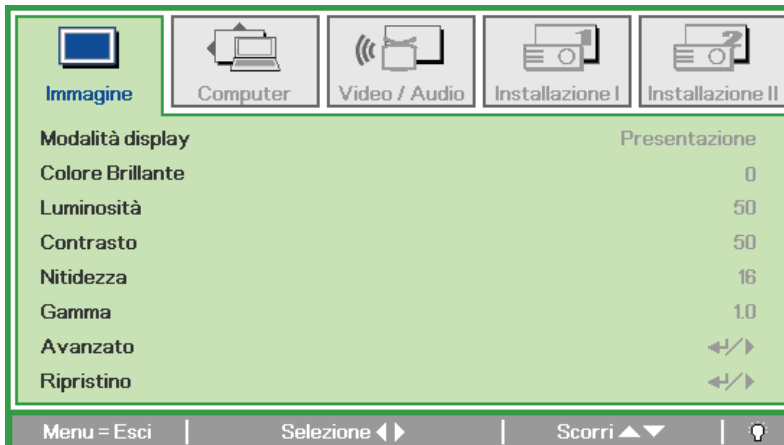 Immagine Computer Video / Audio Installazione I Installazione II
Modalità display Presentazione
Colore Brillante 0
Luminosità 50
Contrasto 50
Nitidezza 16
Gamma 1.0
Avanzato
Ripristino
Menu = Esci Selezione Scorri